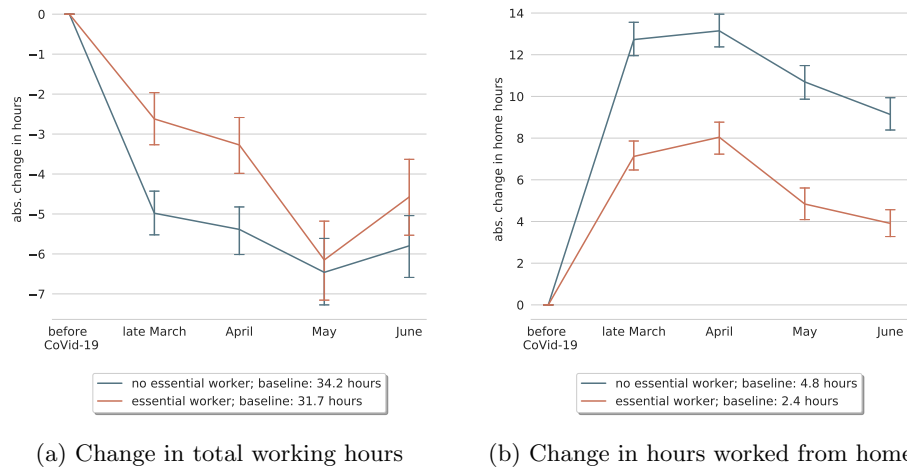 0
−1
−2
−3
−4
−5
−6
−7
abs. change in hours
before
CoVid-19
late March
April
May
June
no essential worker; baseline: 34.2 hours
essential worker; baseline: 31.7 hours
(a) Change in total working hours
14
12
10
8
6
4
2
0
abs. change in home hours
before
CoVid-19
late March
April
May
June
no essential worker; baseline: 4.8 hours
essential worker; baseline: 2.4 hours
(b) Change in hours worked from home